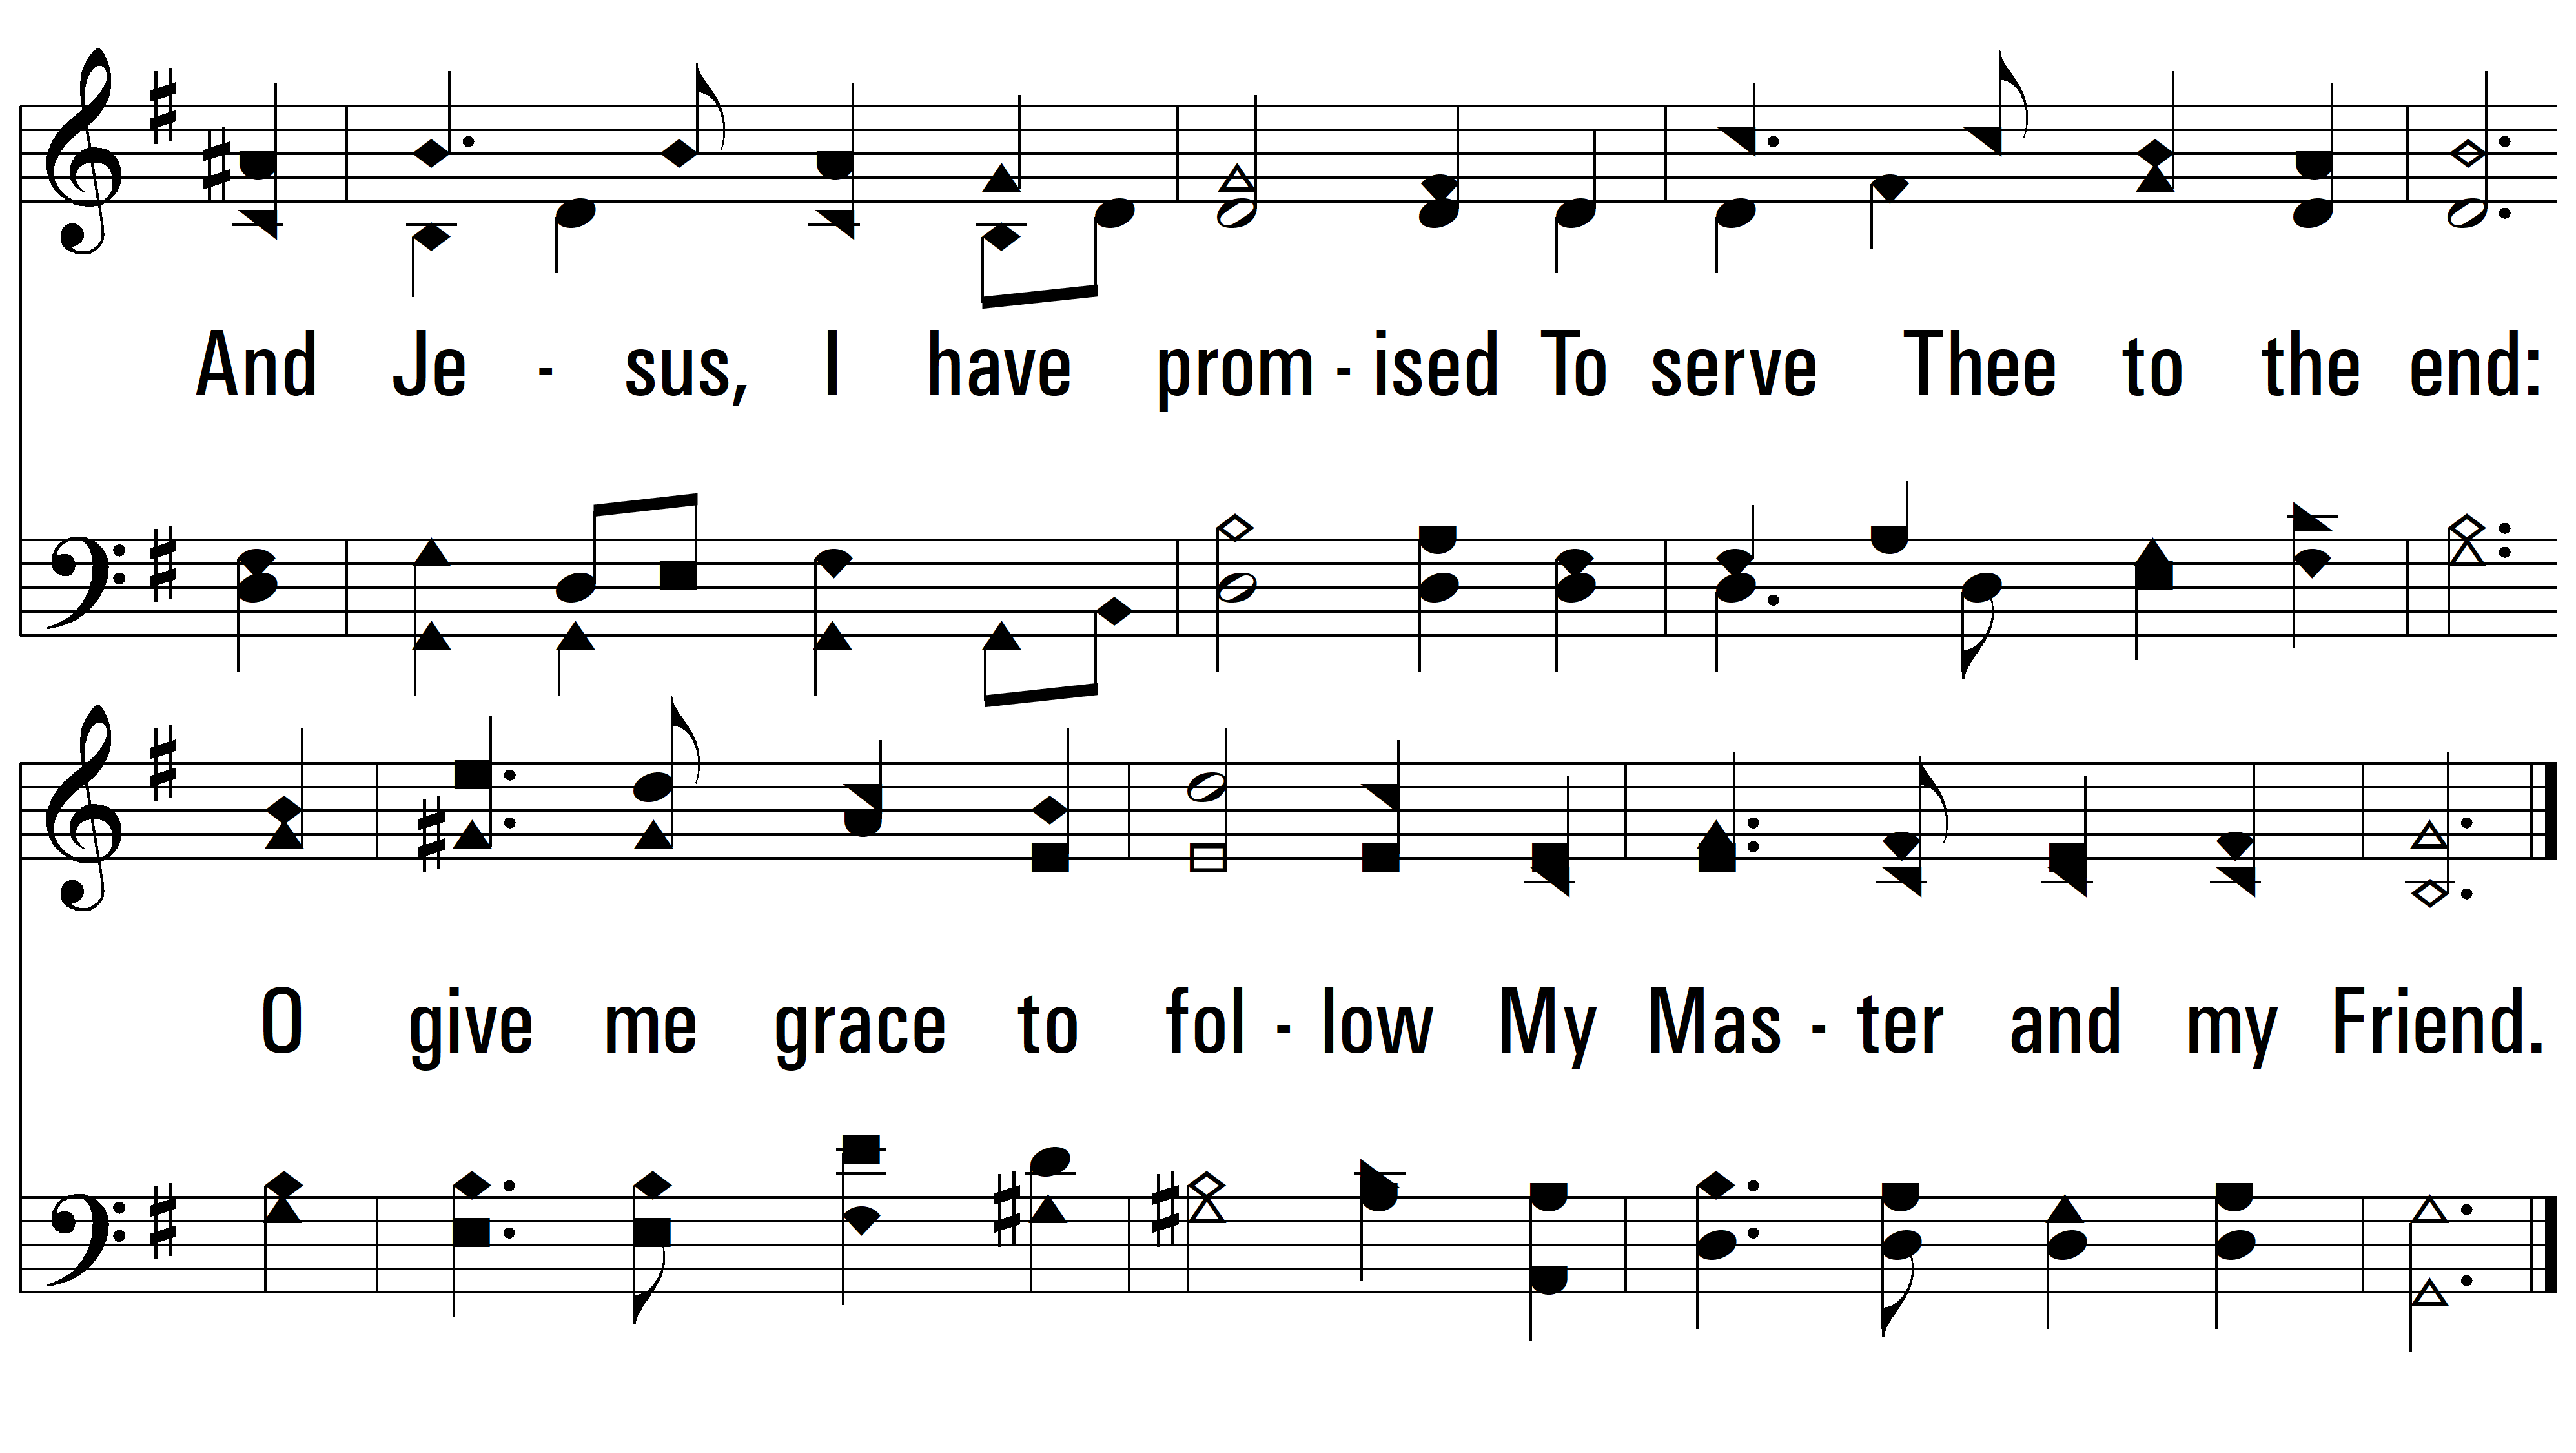 And Je - sus, I have prom - ised To serve Thee to the end:
O give me grace to fol - low My Mas - ter and my Friend.